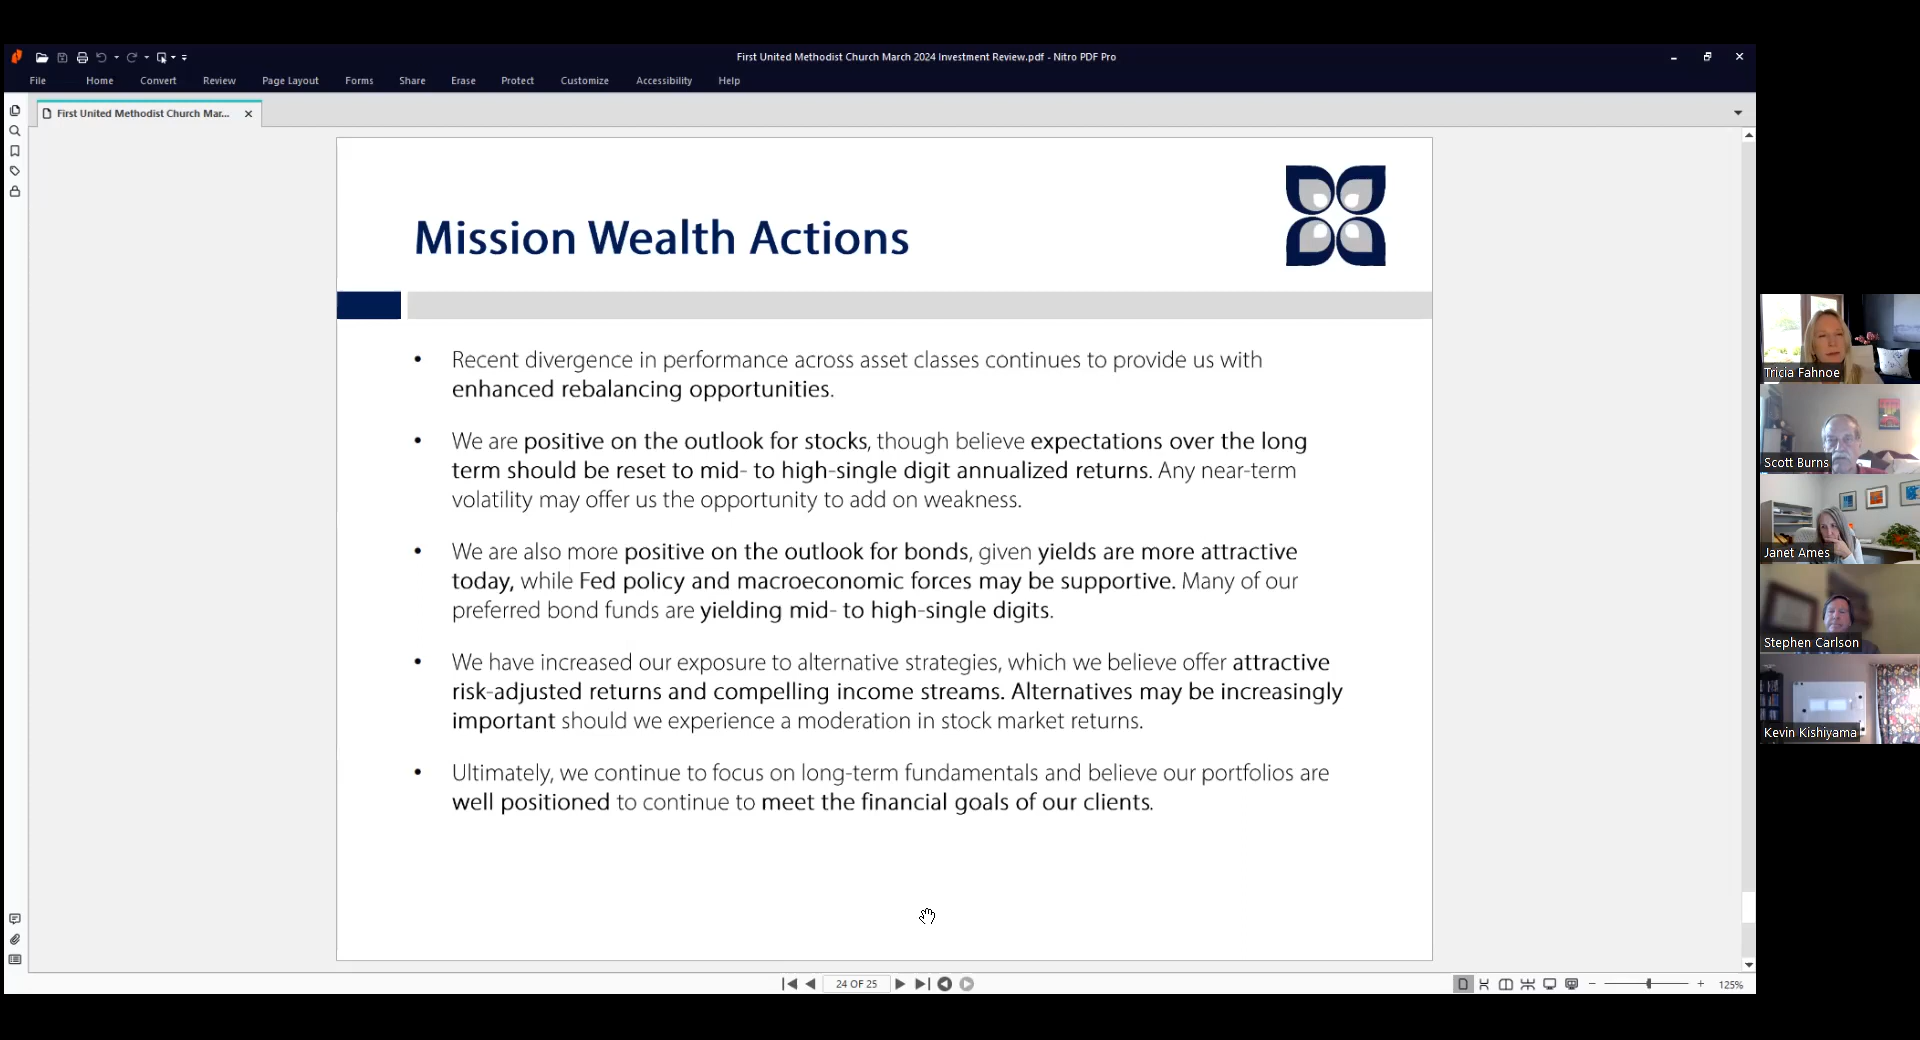 First United Methodist Church March 2024 Investment Review.pdf - Nitro PDF Pro
File Home Convert Review Page Layout Forms Share Erase Protect Customize Accessibility Help
First United Methodist Church Mar...
Mission Wealth Actions
• Recent divergence in performance across asset classes continues to provide us with
enhanced rebalancing opportunities.
• We are positive on the outlook for stocks, though believe expectations over the long
term should be reset to mid- to high-single digit annualized returns. Any near-term
volatility may offer us the opportunity to add on weakness.
• We are also more positive on the outlook for bonds, given yields are more attractive
today, while Fed policy and macroeconomic forces may be supportive. Many of our
preferred bond funds are yielding mid- to high-single digits.
• We have increased our exposure to alternative strategies, which we believe offer attractive
risk-adjusted returns and compelling income streams. Alternatives may be increasingly
important should we experience a moderation in stock market returns.
• Ultimately, we continue to focus on long-term fundamentals and believe our portfolios are
well positioned to continue to meet the financial goals of our clients.
24 OF 25
125%
Tricia Fahnoe
Scott Burns
Janet Ames
Stephen Carlson
Kevin Kishiyama